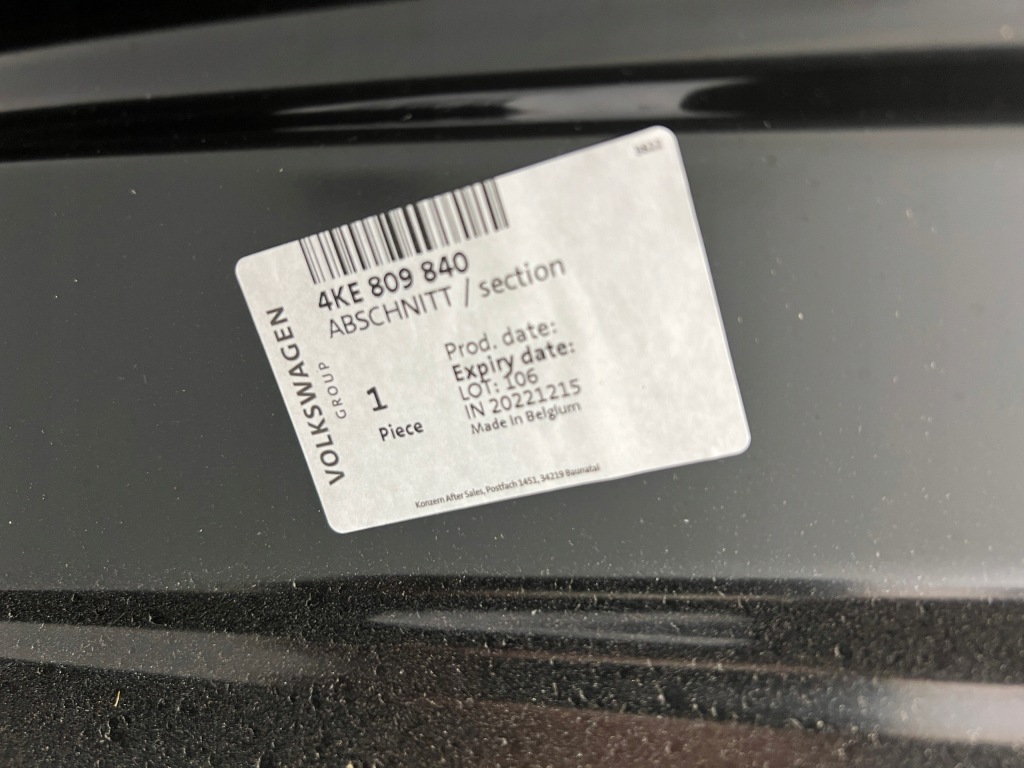 VOLKSWAGEN
GROUP
4KE 809 840
ABSCHNITT / section
1
Piece
Prod. date:
Expiry date:
LOT: 106
IN 20221215
Made in Belgium
Konzern After Sales, Postfach 1451, 34219 Baunatal